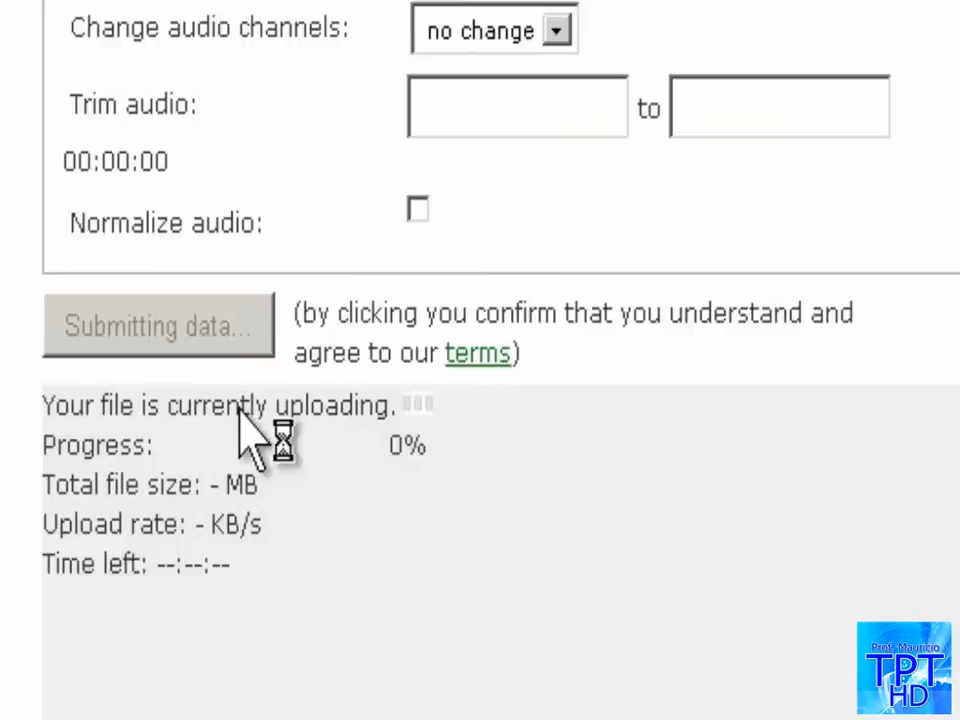 Change audio channels: no change
Trim audio: to
00:00:00
Normalize audio:
Submitting data... (by clicking you confirm that you understand and
agree to our terms)
Your file is currently uploading.
Progress: 0%
Total file size: - MB
Upload rate: - KB/s
Time left: --:--:--
Prof. Mauricio
TPT
HD